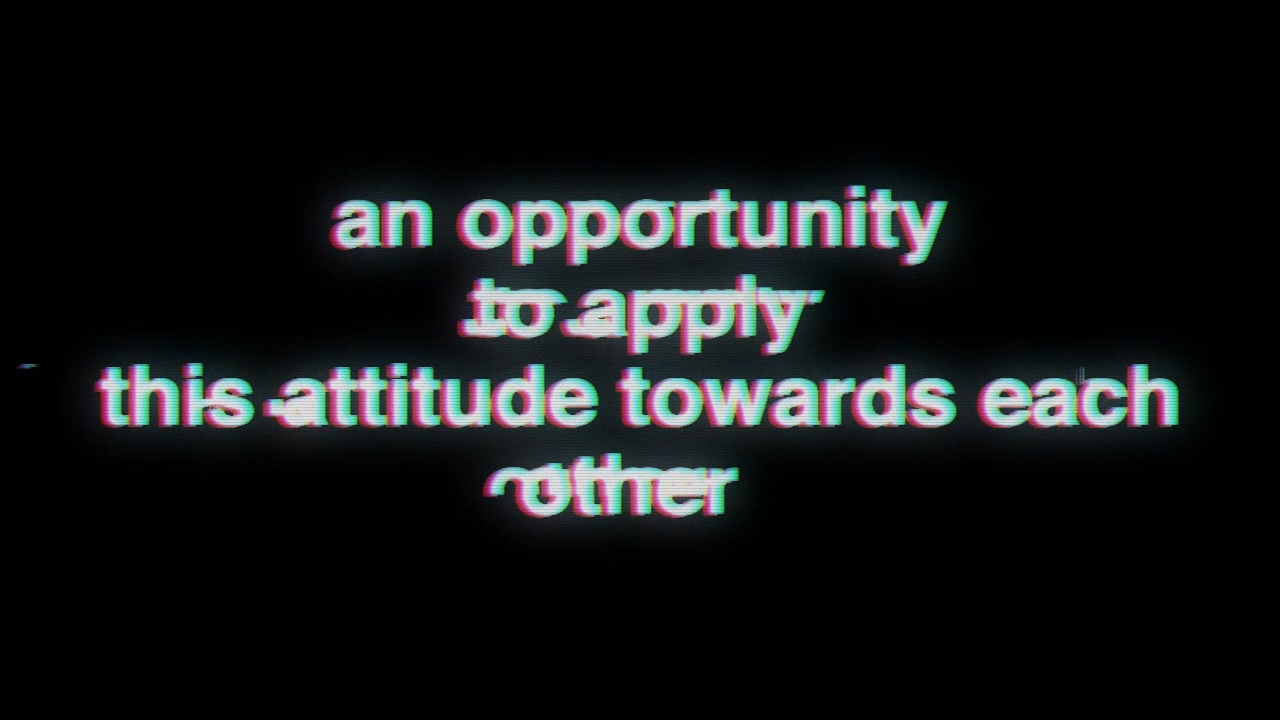 an opportunity
to apply
this attitude towards each
other